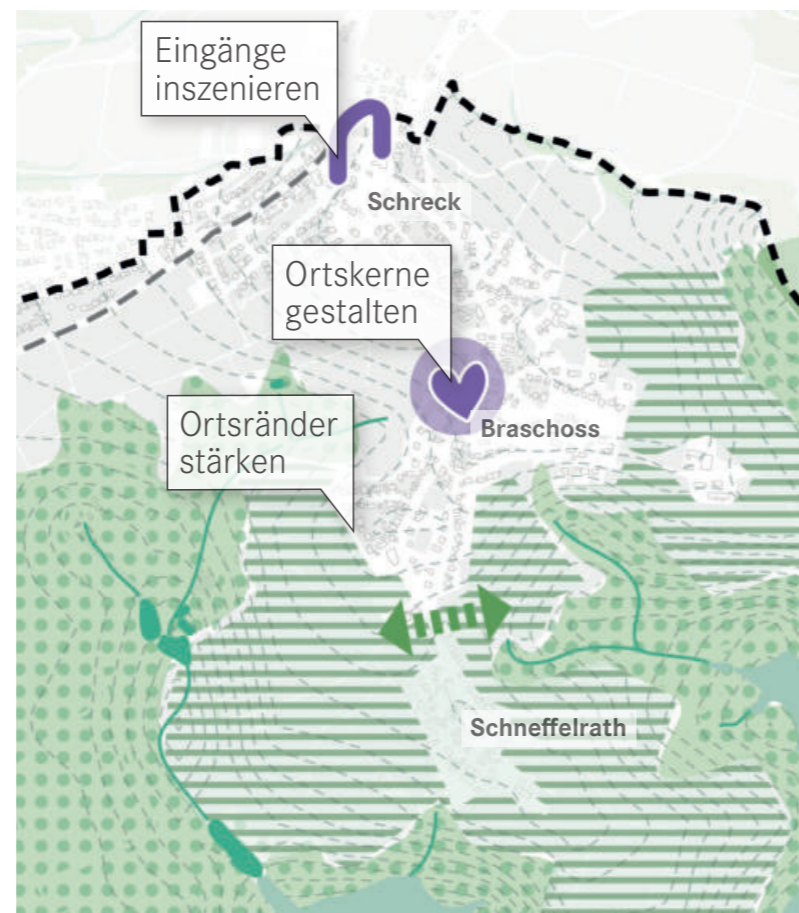 Eingänge
inszenieren
Schreck
Ortskerne
gestalten
Ortsränder
stärken
Braschoss
Schneffelrath